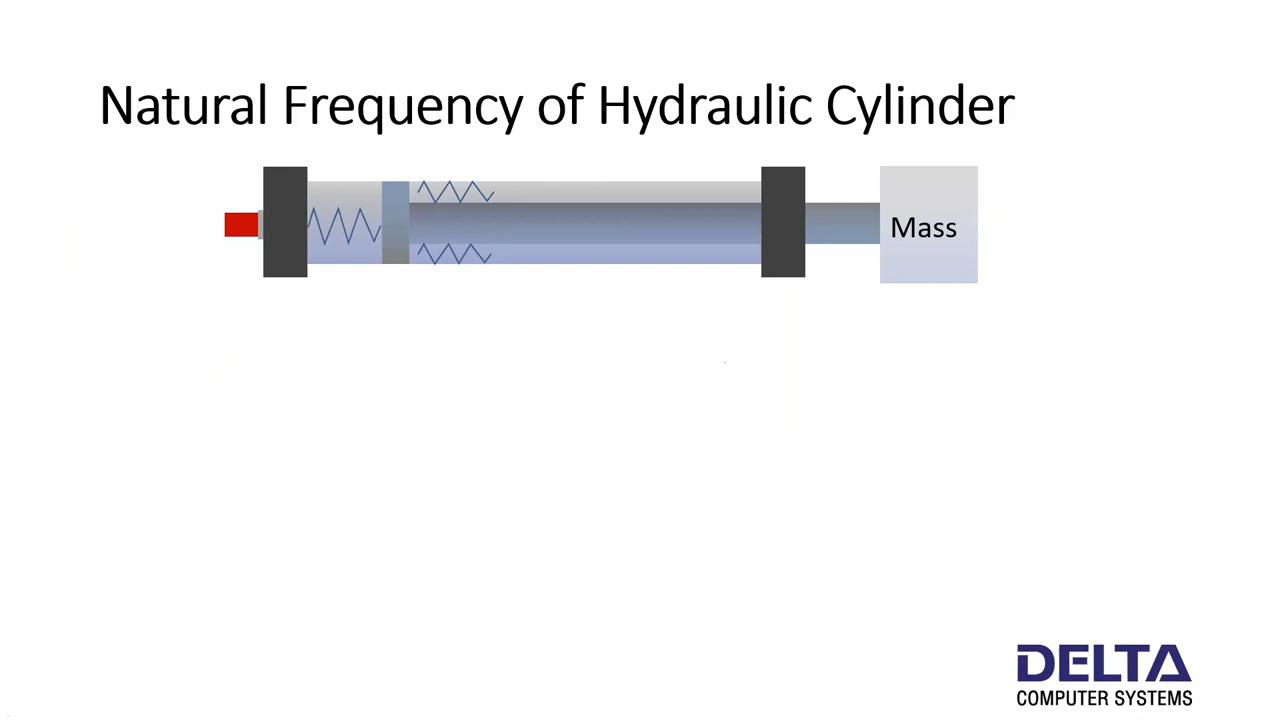 Natural Frequency of Hydraulic Cylinder
Mass
DELTA
COMPUTER SYSTEMS